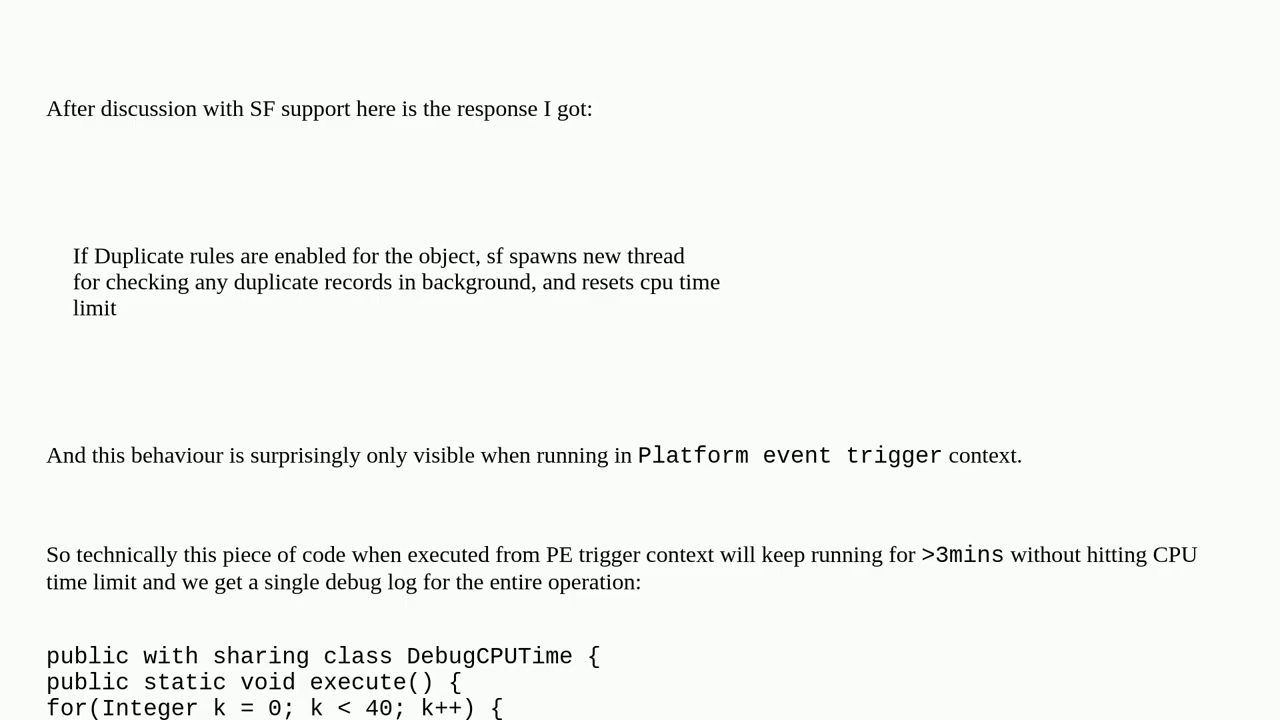 After discussion with SF support here is the response I got:
If Duplicate rules are enabled for the object, sf spawns new thread
for checking any duplicate records in background, and resets cpu time
limit
And this behaviour is surprisingly only visible when running in Platform event trigger context.
So technically this piece of code when executed from PE trigger context will keep running for >3mins without hitting CPU
time limit and we get a single debug log for the entire operation:
public with sharing class DebugCPUTime {
public static void execute() {
for(Integer k = 0; k < 40; k++) {